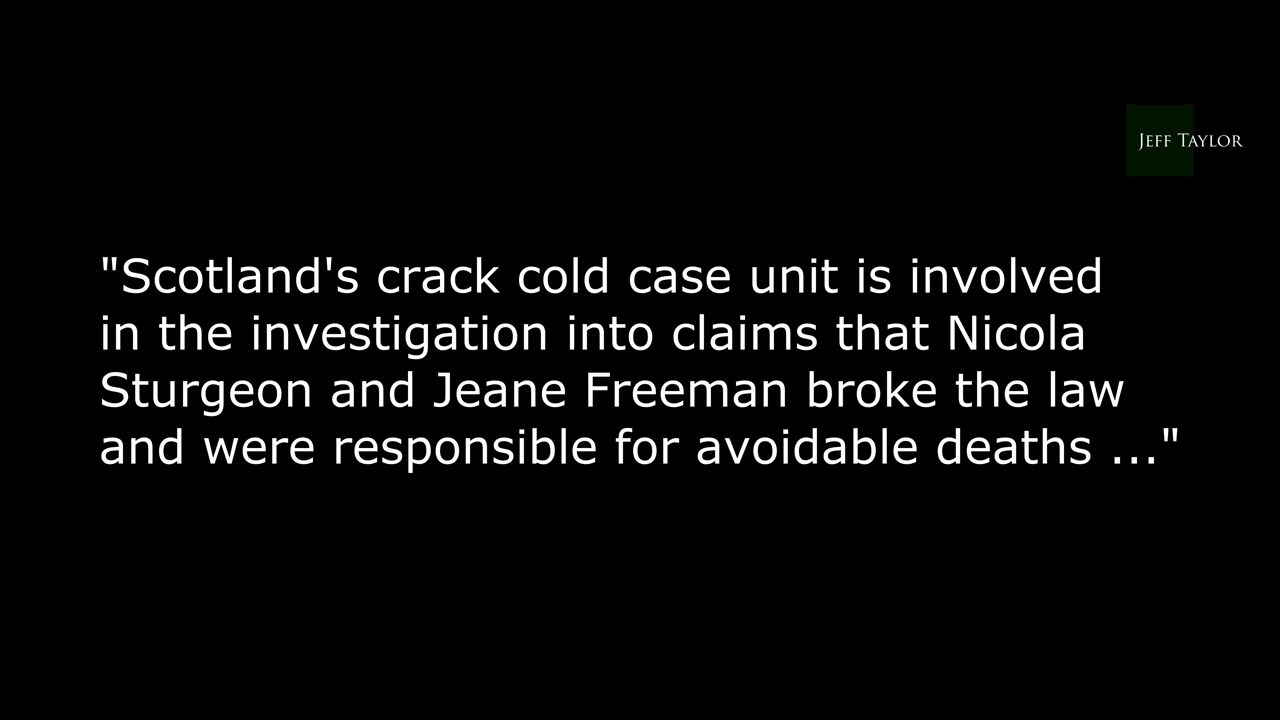 Jeff Taylor
"Scotland's crack cold case unit is involved
in the investigation into claims that Nicola
Sturgeon and Jeane Freeman broke the law
and were responsible for avoidable deaths ..."